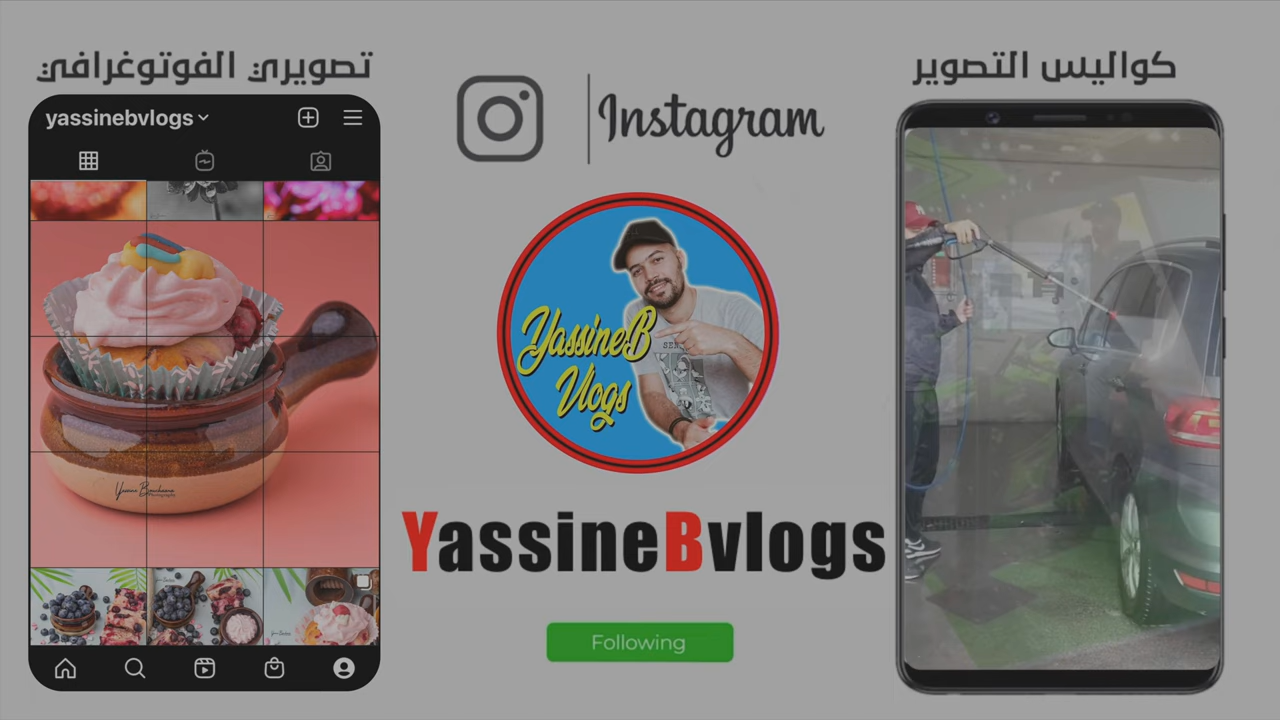 تصويري الفوتوغرافي
yassinebvlogs
Instagram
YassineB
Vlogs
YassineBvlogs
Following
كواليس التصوير